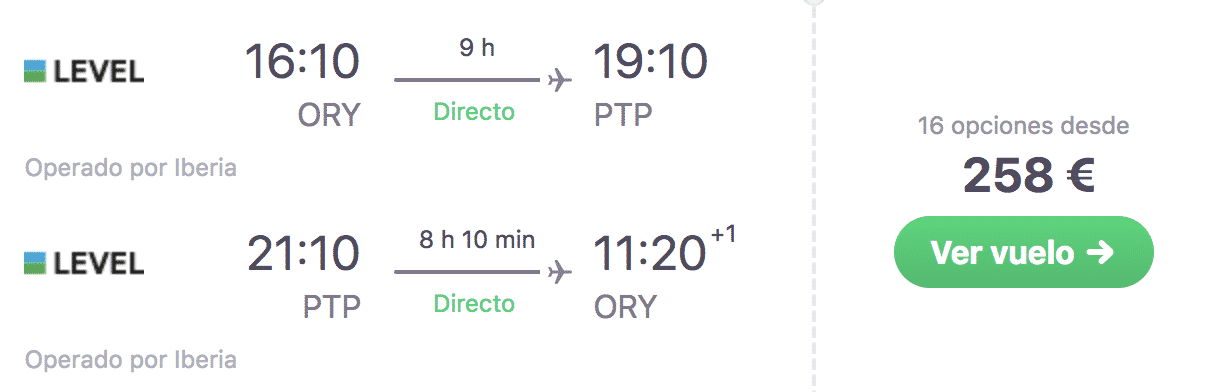 LEVEL
16:10
9 h
19:10
ORY
Directo
PTP
Operado por Iberia
LEVEL
21:10
8 h 10 min
11:20+1
PTP
Directo
ORY
Operado por Iberia
16 opciones desde
258 €
Ver vuelo →